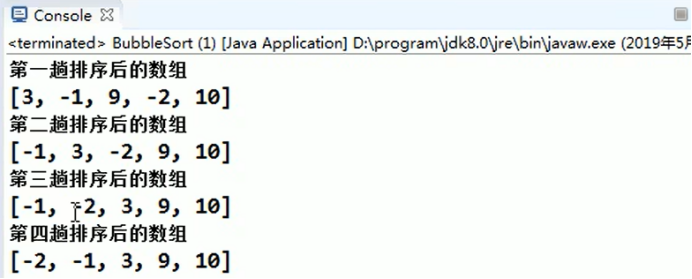 Console
<terminated> BubbleSort (1) [Java Application] D:\program\jdk8.0\jre\bin\javaw.exe (2019年5月
第一趟排序后的数组
[3, -1, 9, -2, 10]
第二趟排序后的数组
[-1, 3, -2, 9, 10]
第三趟排序后的数组
[-1, -2, 3, 9, 10]
第四趟排序后的数组
[-2, -1, 3, 9, 10]